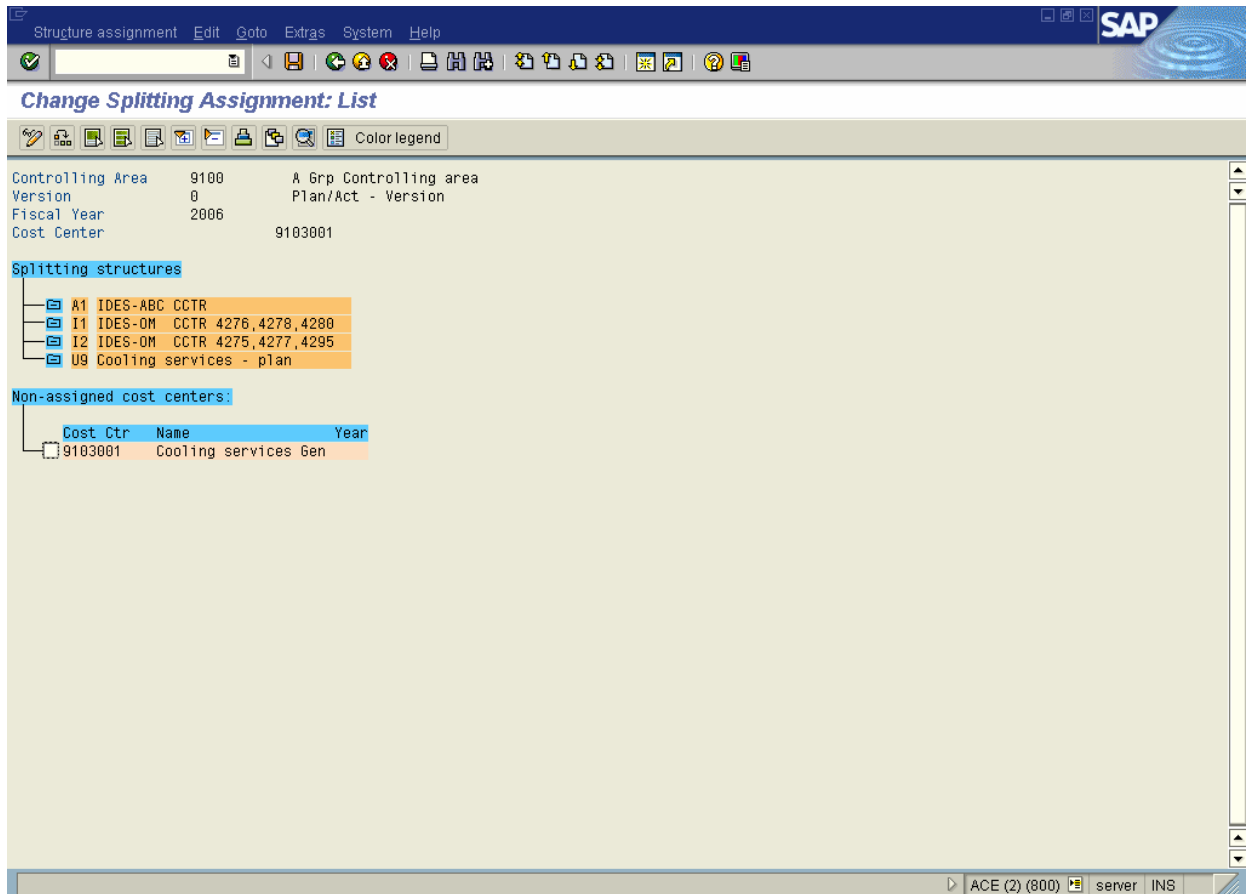 Structure assignment Edit Goto Extras System Help
SAP
Change Splitting Assignment: List
Color legend
Controlling Area 9100 A Grp Controlling area
Version 0 Plan/Act - Version
Fiscal Year 2006
Cost Center 9103001
Splitting structures
A1 IDES-ABC CCTR
I1 IDES-OM CCTR 4276,4278,4280
I2 IDES-OM CCTR 4275,4277,4295
U9 Cooling services - plan
Non-assigned cost centers:
Cost Ctr Name Year
9103001 Cooling services Gen
ACE (2) (800) server INS